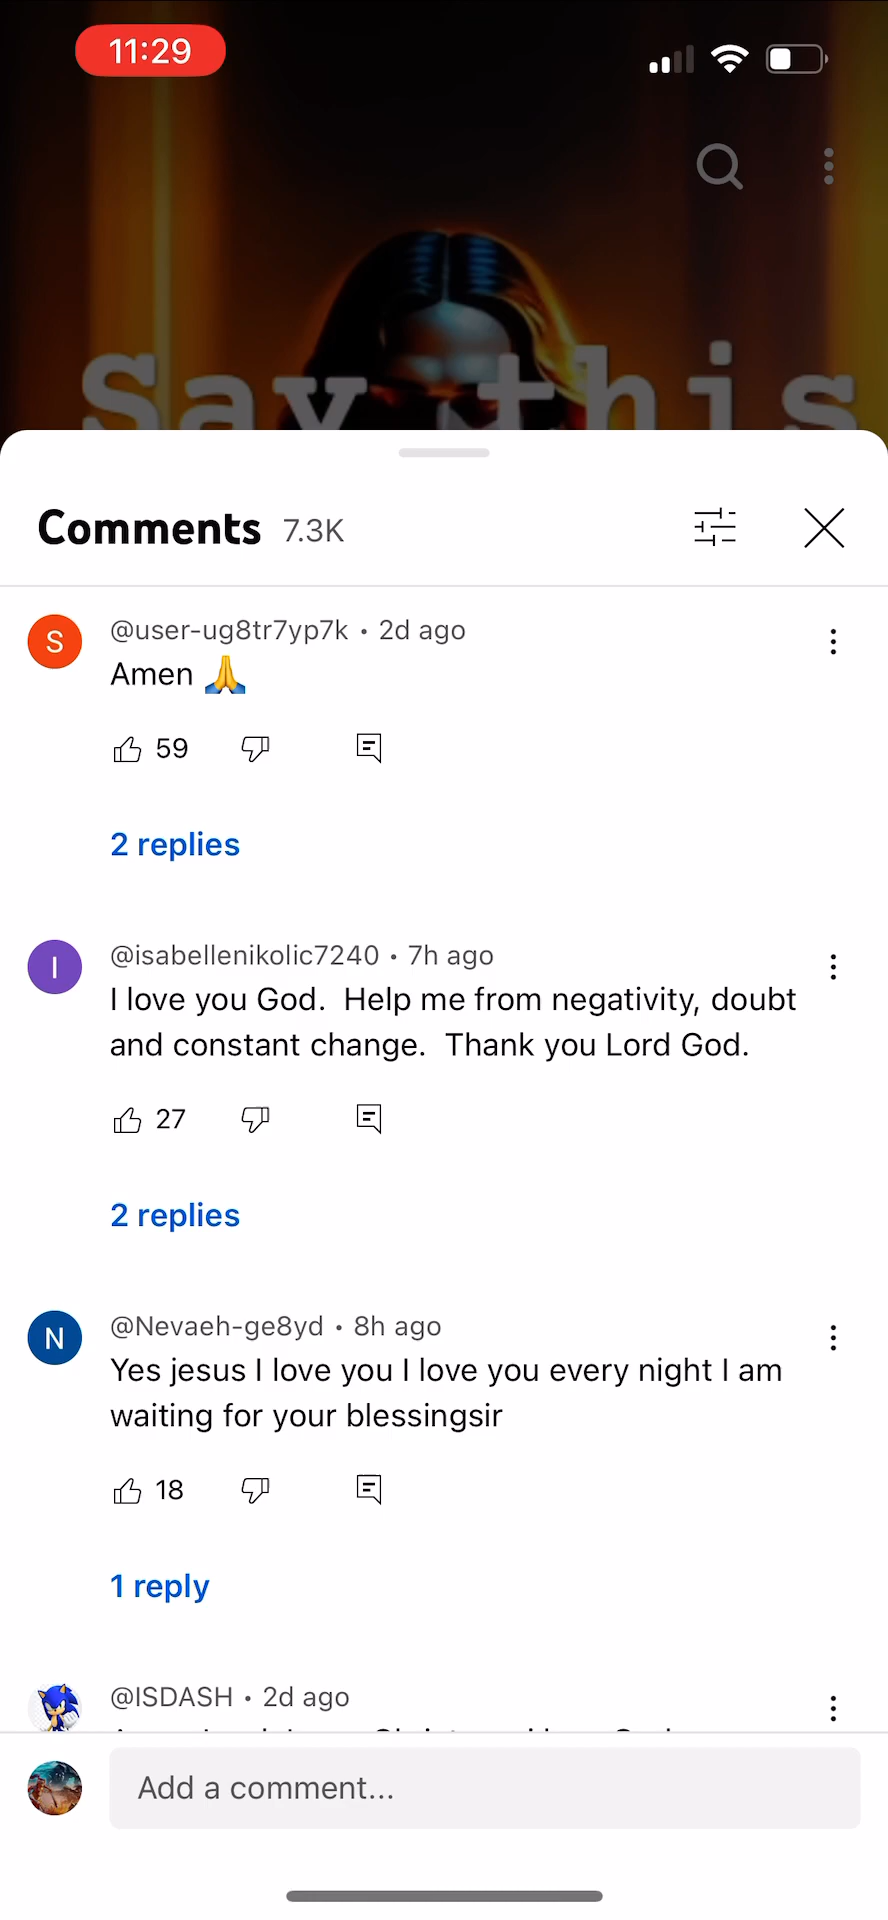 11:29
Say this
Comments 7.3K
S
@user-ug8tr7yp7k • 2d ago
Amen 🙏
59
2 replies
I
@isabellenikolic7240 • 7h ago
I love you God.  Help me from negativity, doubt
and constant change.  Thank you Lord God.
27
2 replies
N
@Nevaeh-ge8yd • 8h ago
Yes jesus I love you I love you every night I am
waiting for your blessingsir
18
1 reply
@ISDASH • 2d ago
Add a comment...